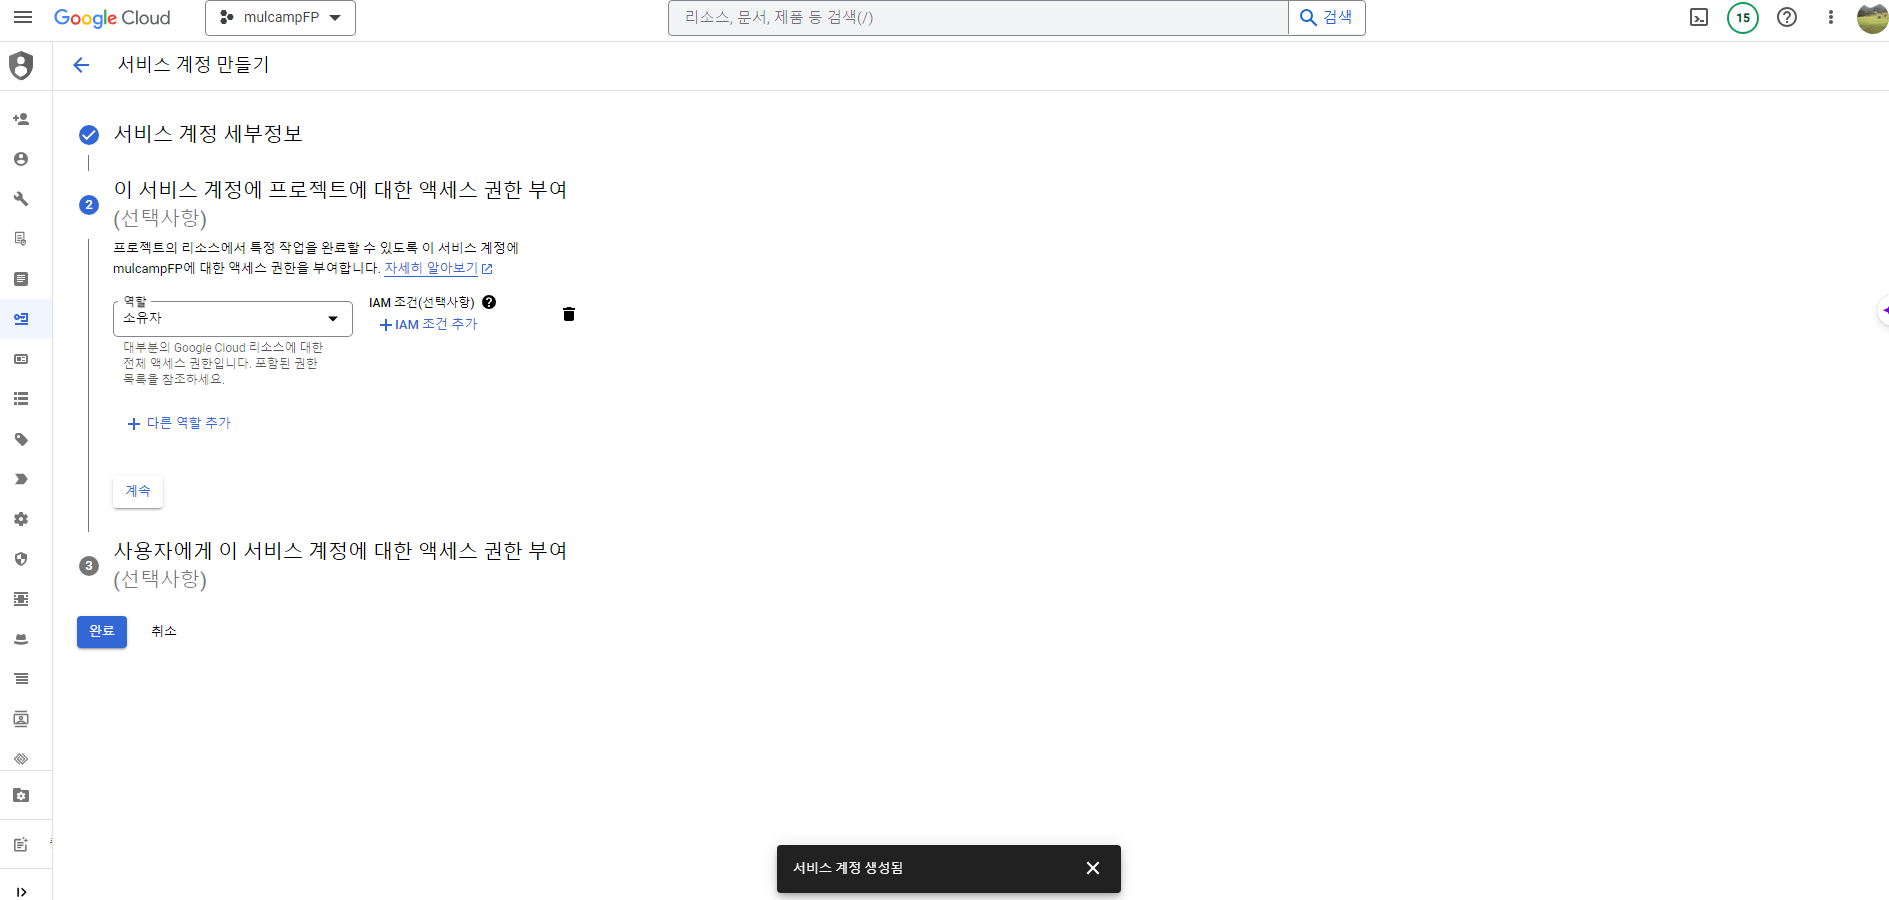 Google Cloud
mulcampFP
리소스, 문서, 제품 등 검색(/)
검색
15
서비스 계정 만들기
서비스 계정 세부정보
2
이 서비스 계정에 프로젝트에 대한 액세스 권한 부여
(선택사항)
프로젝트의 리소스에서 특정 작업을 완료할 수 있도록 이 서비스 계정에
mulcampFP에 대한 액세스 권한을 부여합니다. 자세히 알아보기
역할
소유자
IAM 조건(선택사항)
IAM 조건 추가
대부분의 Google Cloud 리소스에 대한
전체 액세스 권한입니다. 포함된 권한
목록을 참조하세요.
다른 역할 추가
계속
3
사용자에게 이 서비스 계정에 대한 액세스 권한 부여
(선택사항)
완료
취소
서비스 계정 생성됨